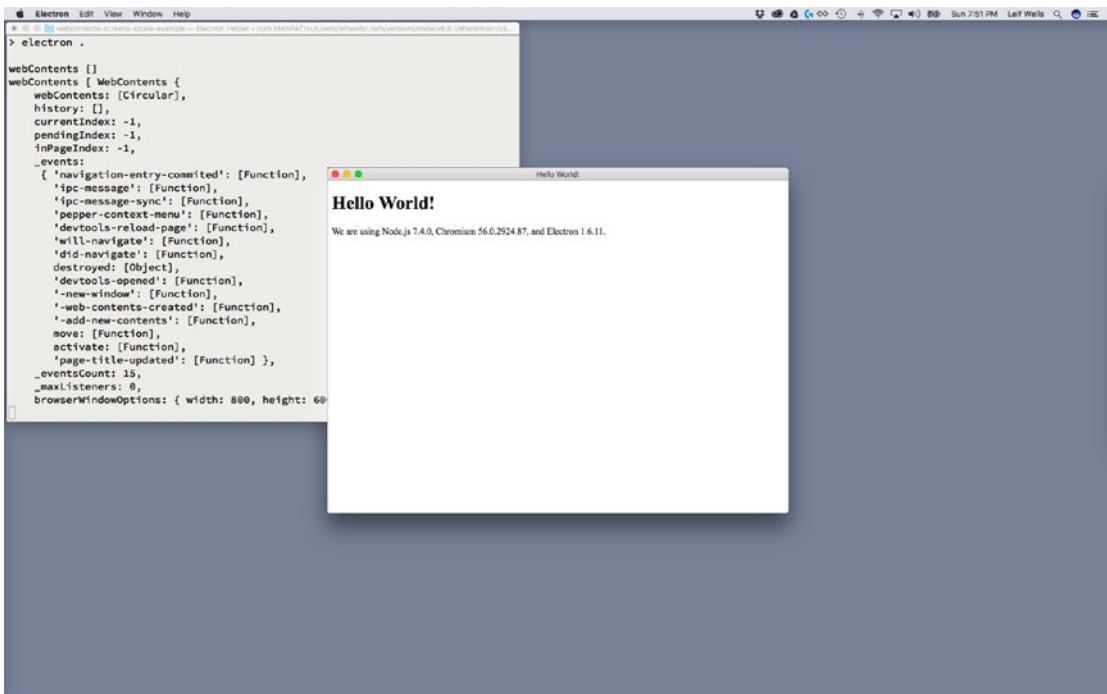 Electron Edit View Window Help
Sun 7:51 PM Leif Wells
> electron .
webContents []
webContents [ WebContents {
webContents: [Circular],
history: [],
currentIndex: -1,
pendingIndex: -1,
inPageIndex: -1,
_events:
{ 'navigation-entry-commited': [Function],
'ipc-message': [Function],
'ipc-message-sync': [Function],
'pepper-context-menu': [Function],
'devtools-reload-page': [Function],
'will-navigate': [Function],
'did-navigate': [Function],
destroyed: [Object],
'devtools-opened': [Function],
'-new-window': [Function],
'-web-contents-created': [Function],
'-add-new-contents': [Function],
move: [Function],
activate: [Function],
'page-title-updated': [Function] },
_eventsCount: 15,
_maxListeners: 0,
browserWindowOptions: { width: 800, height: 60
Hello World!
Hello World!
We are using Node.js 7.4.0, Chromium 56.0.2924.87, and Electron 1.6.11.